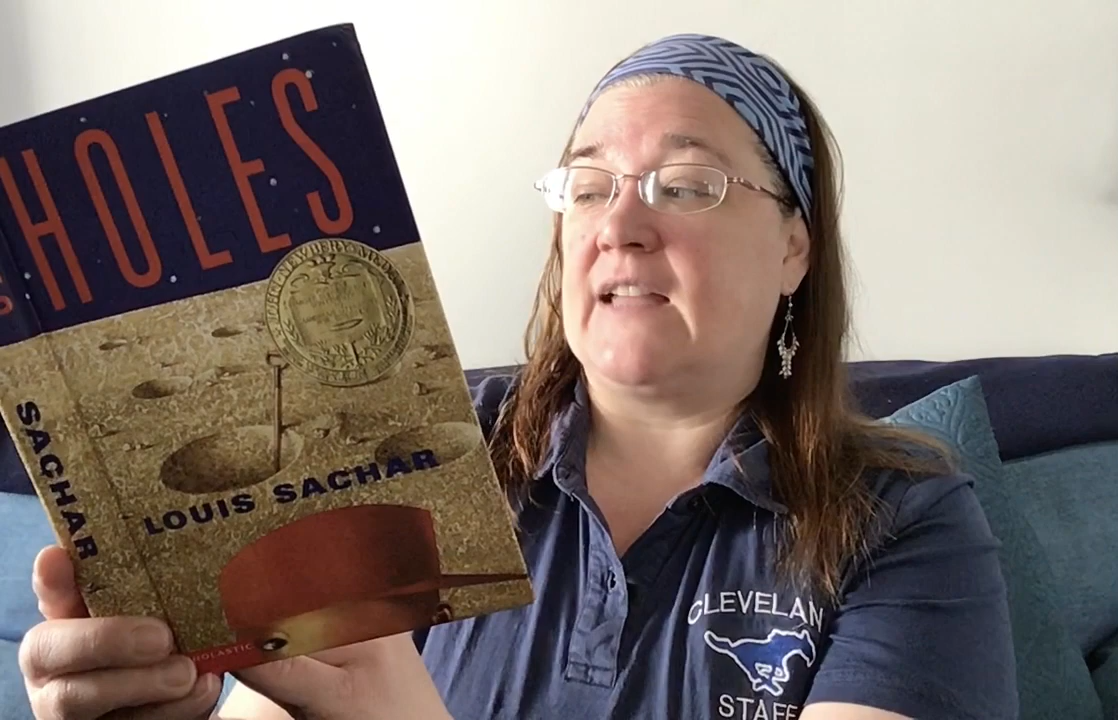 HOLES
LOUIS SACHAR
SACHAR
CLEVELAN
STAFF